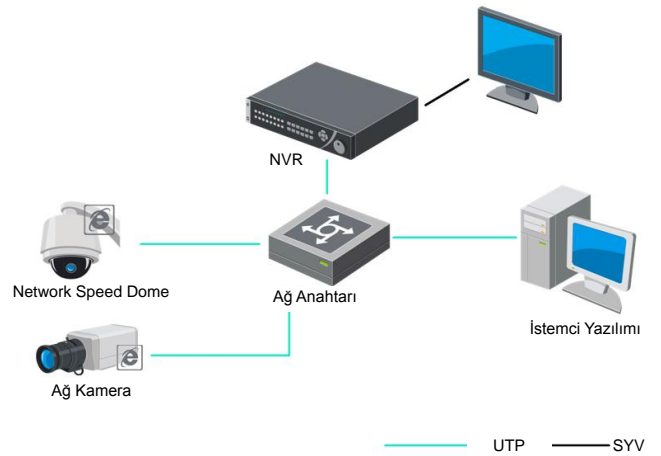 NVR
Network Speed Dome
Ağ Anahtarı
İstemci Yazılımı
Ağ Kamera
UTP
SYV